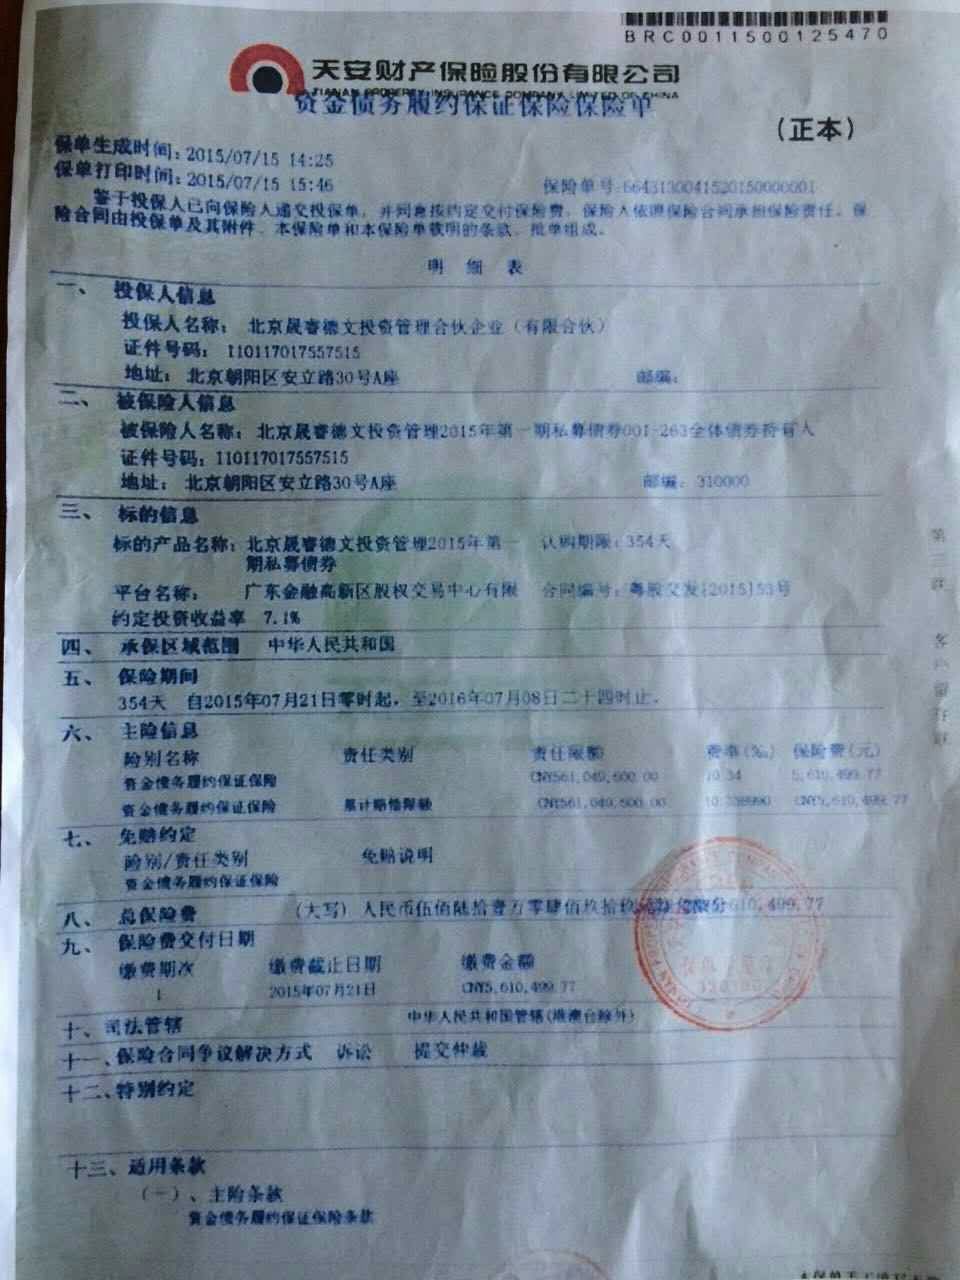 BRC0011500125470
天安财产保险股份有限公司
TIANAN PROPERTY INSURANCE COMPANY LIMITED OF CHINA
资金债务履约保证保险保险单
(正本)
保单生成时间:2015/07/15 14:25
保单打印时间:2015/07/15 15:46
保险单号:6643130041520150000001
鉴于投保人已向保险人递交投保单,并同意按约定交付保险费,保险人依照保险合同承担保险责任。保
险合同由投保单及其附件、本保险单和本保险单载明的条款、批单组成。
明 细 表
一、 投保人信息
投保人名称: 北京晟睿德文投资管理合伙企业(有限合伙)
证件号码: 110117017557515
地址: 北京朝阳区安立路30号A座 邮编:
二、 被保险人信息
被保险人名称: 北京晟睿德文投资管理2015年第一期私募债券001-263全体债券持有人
证件号码:110117017557515
地址: 北京朝阳区安立路30号A座 邮编: 310000
三、 标的信息
标的产品名称: 北京晟睿德文投资管理2015年第一 认购期限:354天
期私募债券
平台名称: 广东金融高新区股权交易中心有限 合同编号: 粤股交发[2015]53号
约定投资收益率 7.1%
四、 承保区域范围 中华人民共和国
五、 保险期间
354天 自2015年07月21日零时起,至2016年07月08日二十四时止。
六、 主险信息
险别名称 责任类别 责任限额 费率(‰) 保险费(元)
资金债务履约保证保险 CNY561,049,600.00 10.34 5,610,499.77
资金债务履约保证保险 累计赔偿限额 CNY561,049,600.00 CNY5,610,499.77
七、 免赔约定
险别/责任类别 免赔说明
资金债务履约保证保险
八、 总保险费 (大写) 人民币伍佰陆拾壹万零肆佰玖拾玖 610,499.77
九、 保险费交付日期
缴费期次 缴费截止日期 缴费金额
1 2015年07月21日 CNY5,610,499.77
十、 司法管辖 中华人民共和国管辖(港澳台除外)
十一、保险合同争议解决方式 诉讼 提交仲裁
十二、特别约定
十三、适用条款
(一)、主险条款
资金债务履约保证保险条款
第三联 客户留存联